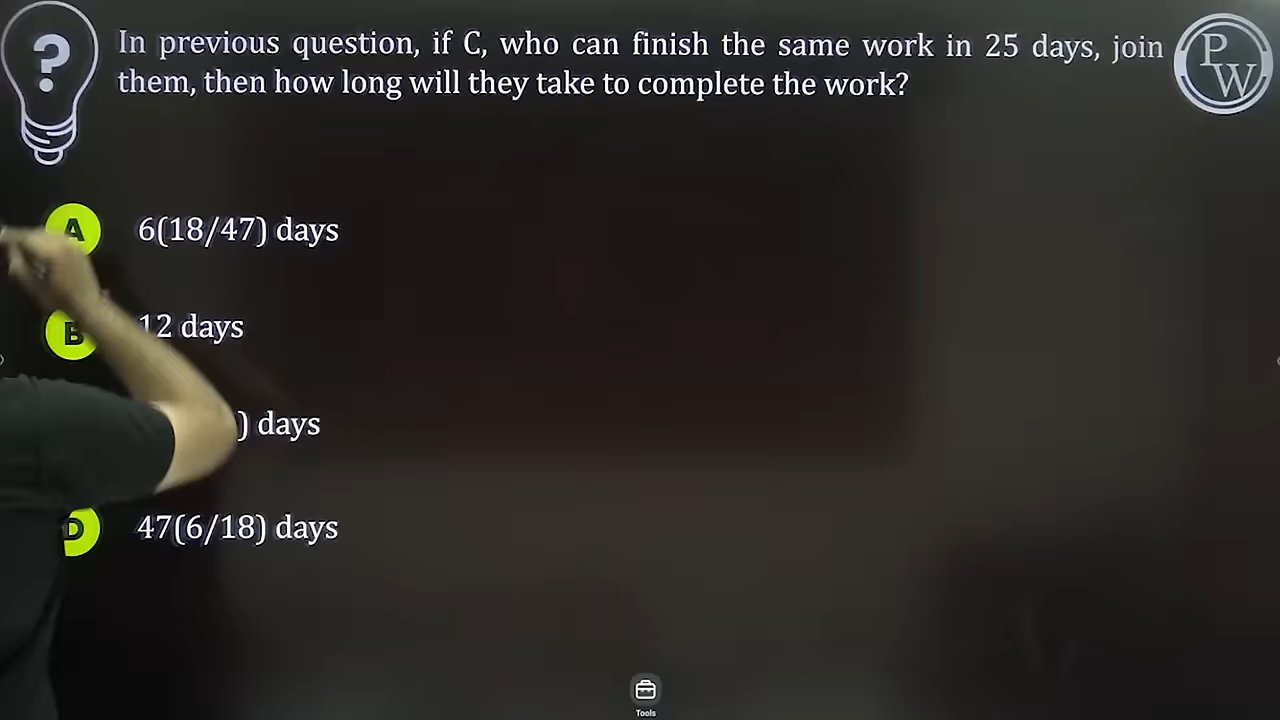 ?
In previous question, if C, who can finish the same work in 25 days, join
them, then how long will they take to complete the work?
PW
A 6(18/47) days
B 12 days
) days
D 47(6/18) days
Tools